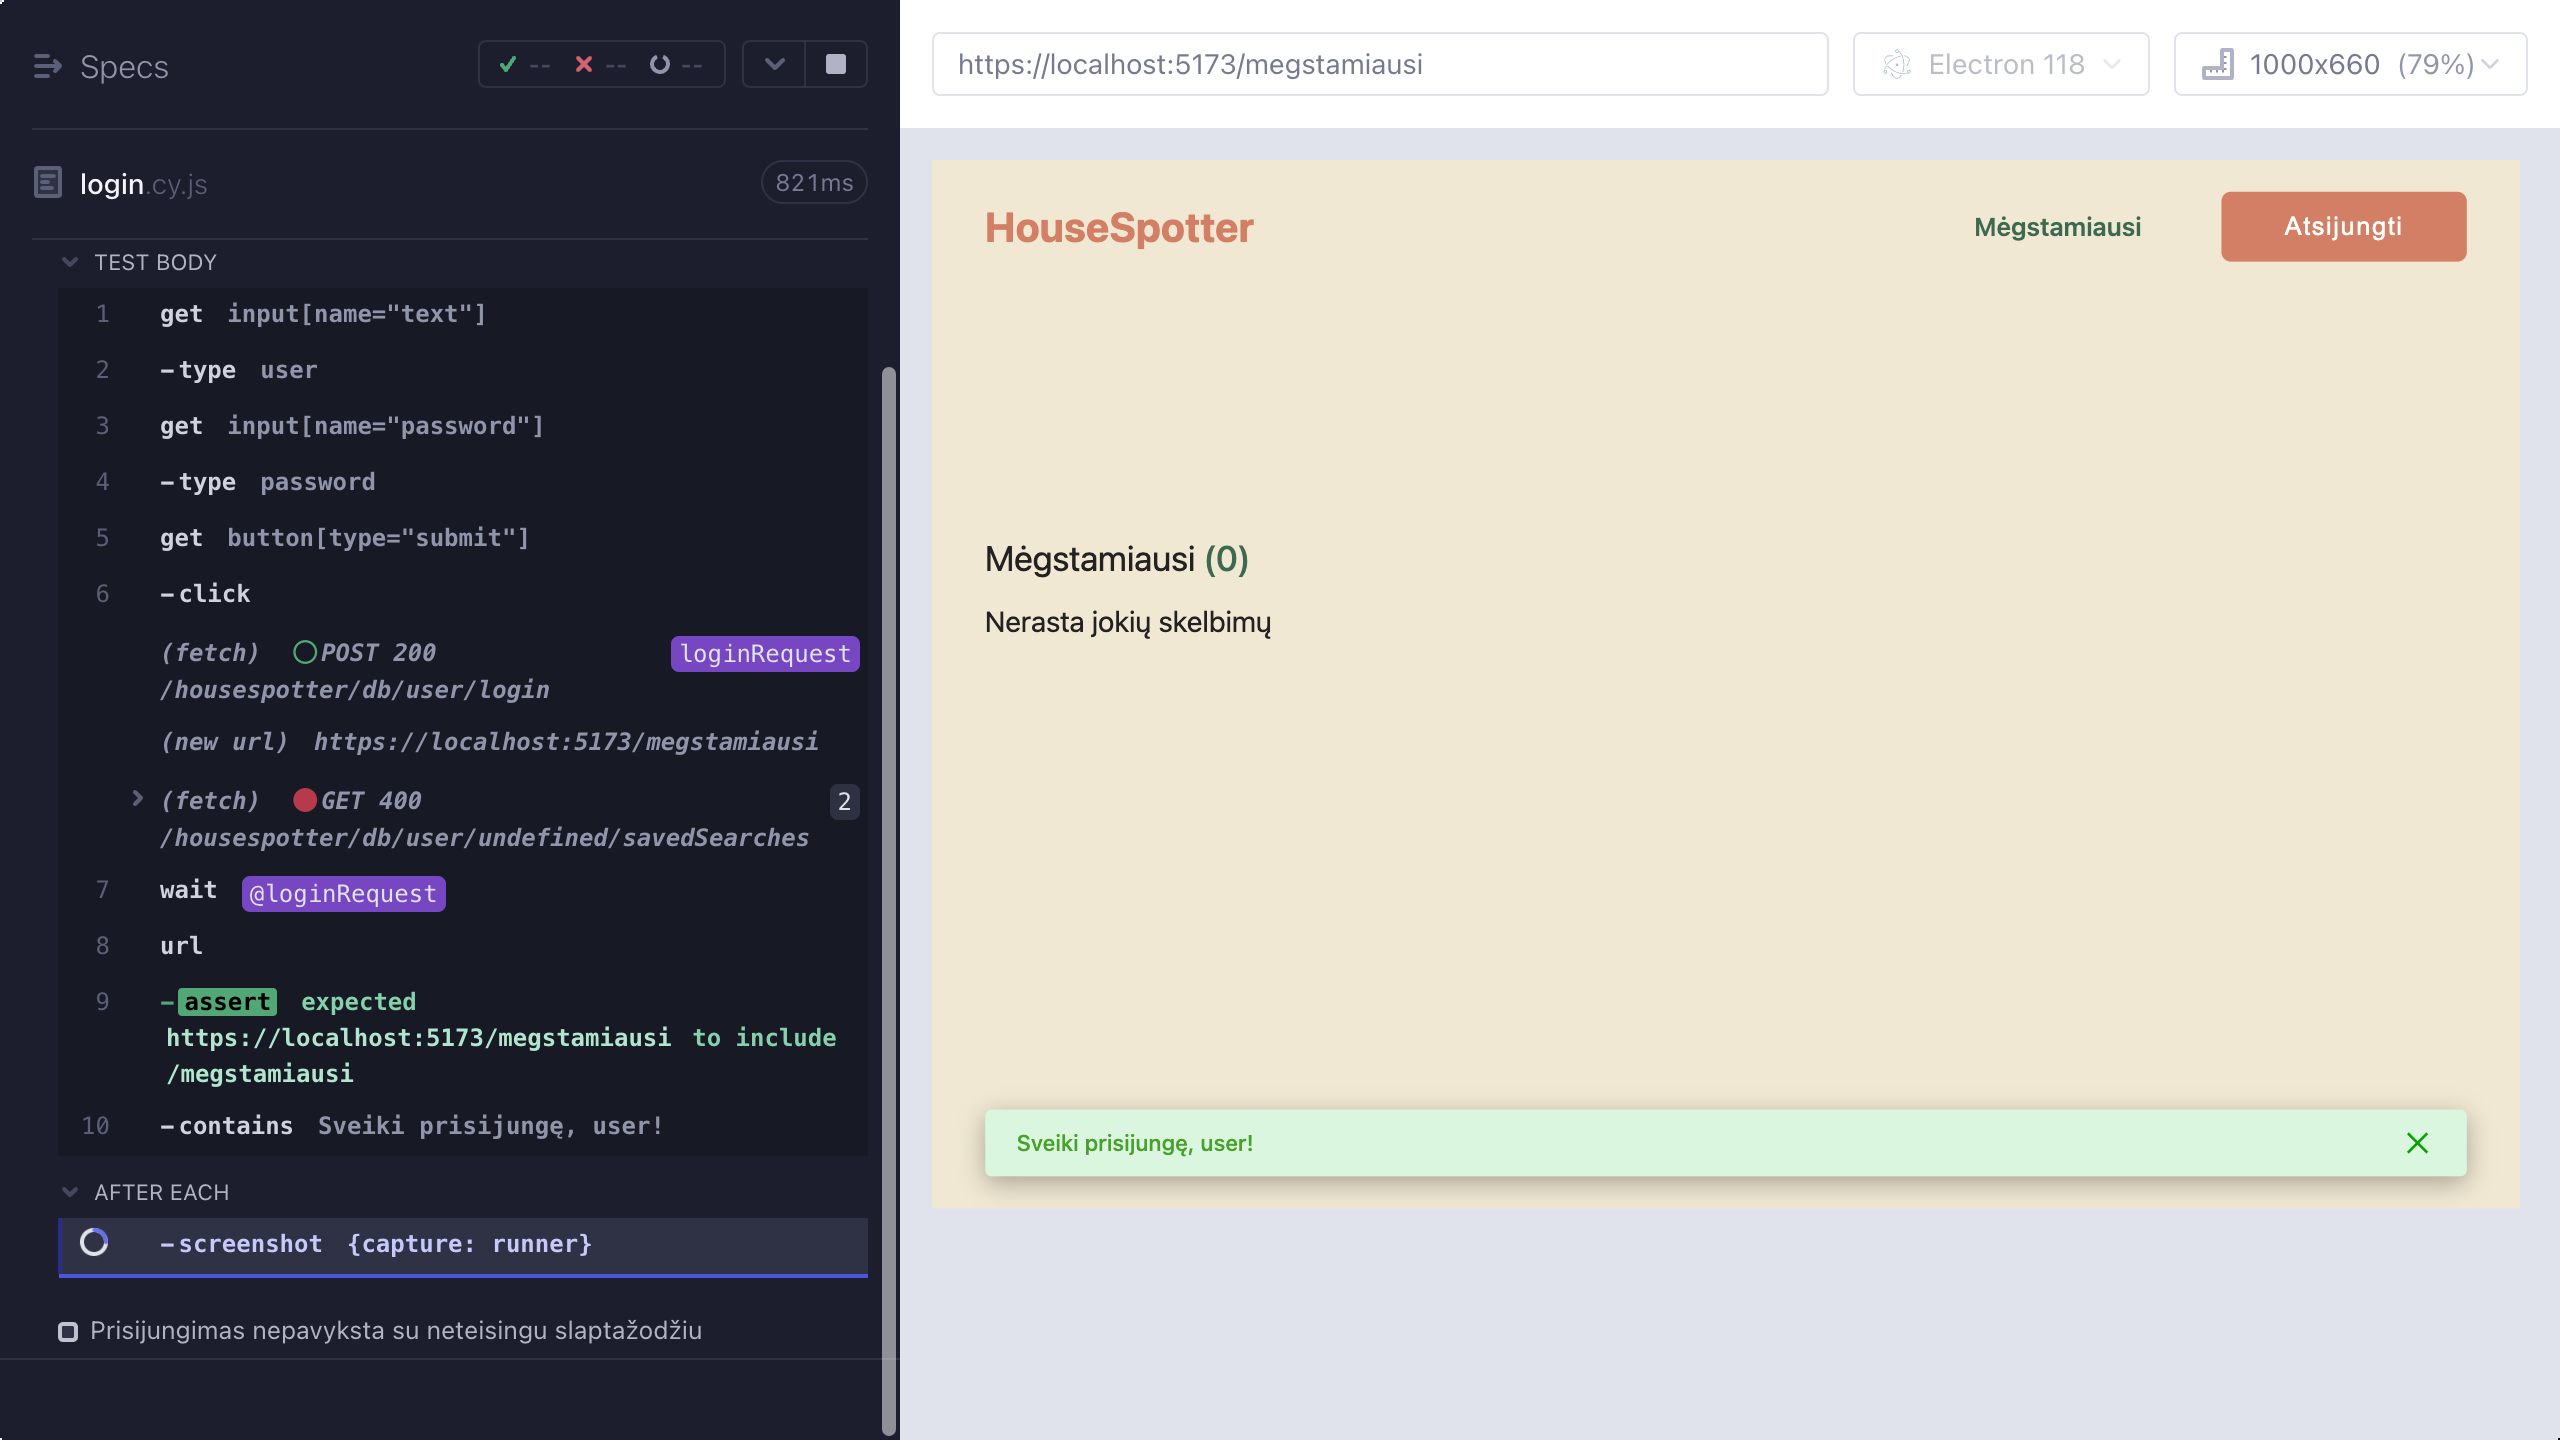 Specs
-- -- --
login.cy.js
821ms
TEST BODY
1 get input[name="text"]
2 -type user
3 get input[name="password"]
4 -type password
5 get button[type="submit"]
6 -click
(fetch) POST 200 loginRequest
/housespotter/db/user/login
(new url) https://localhost:5173/megstamiausi
(fetch) GET 400 2
/housespotter/db/user/undefined/savedSearches
7 wait @loginRequest
8 url
9 -assert expected
https://localhost:5173/megstamiausi to include
/megstamiausi
10 -contains Sveiki prisijungę, user!
AFTER EACH
-screenshot {capture: runner}
Prisijungimas nepavyksta su neteisingu slaptažodžiu
https://localhost:5173/megstamiausi
Electron 118
1000x660 (79%)
HouseSpotter
Mėgstamiausi
Atsijungti
Mėgstamiausi (0)
Nerasta jokių skelbimų
Sveiki prisijungę, user!